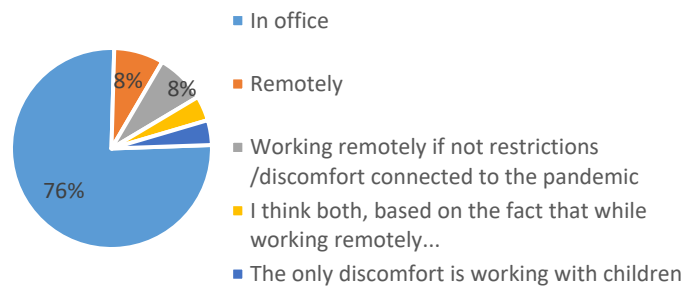 In office
8%
8%
Remotely
76%
Working remotely if not restrictions
/discomfort connected to the pandemic
I think both, based on the fact that while
working remotely...
The only discomfort is working with children